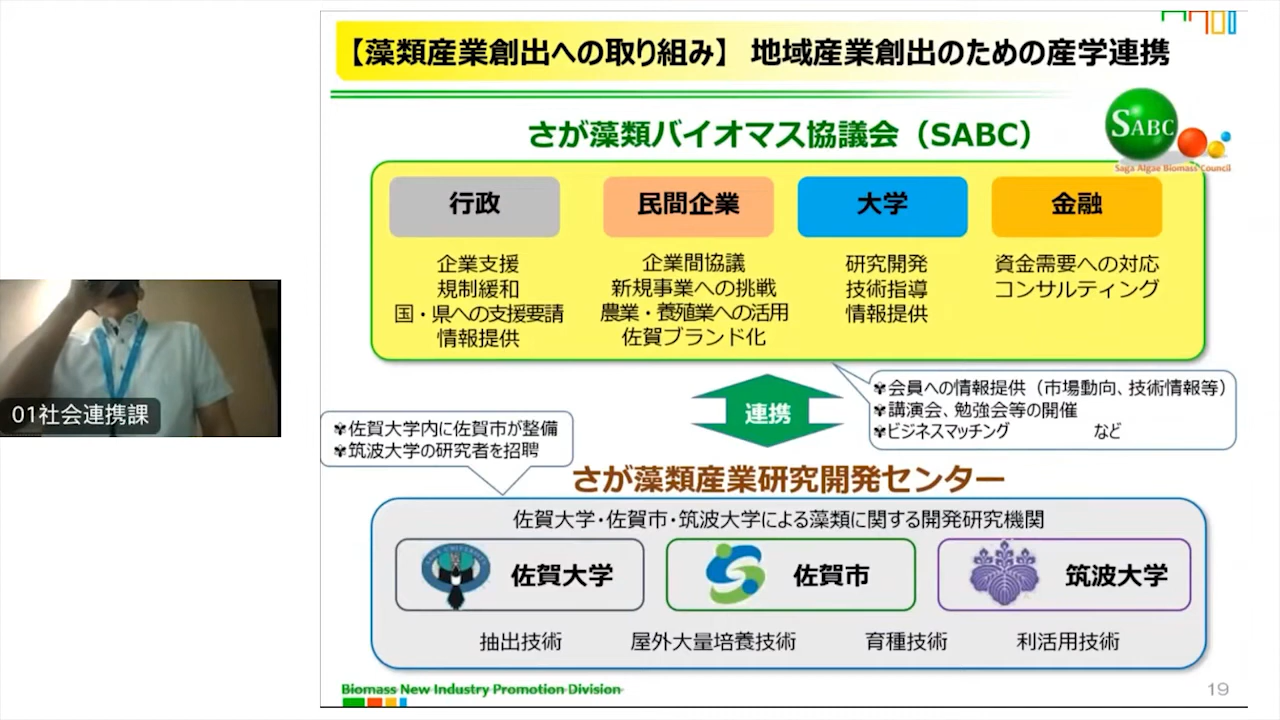 【藻類産業創出への取り組み】 地域産業創出のための産学連携
さが藻類バイオマス協議会（SABC）
SABC
Saga Algae Biomass Council
行政
企業支援
規制緩和
国・県への支援要請
情報提供
民間企業
企業間協議
新規事業への挑戦
農業・養殖業への活用
佐賀ブランド化
大学
研究開発
技術指導
情報提供
金融
資金需要への対応
コンサルティング
連携
✾会員への情報提供（市場動向、技術情報等）
✾講演会、勉強会等の開催
✾ビジネスマッチング など
✾佐賀大学内に佐賀市が整備
✾筑波大学の研究者を招聘
さが藻類産業研究開発センター
佐賀大学・佐賀市・筑波大学による藻類に関する開発研究機関
佐賀大学
佐賀市
筑波大学
抽出技術 屋外大量培養技術 育種技術 利活用技術
Biomass New Industry Promotion Division
19
01社会連携課